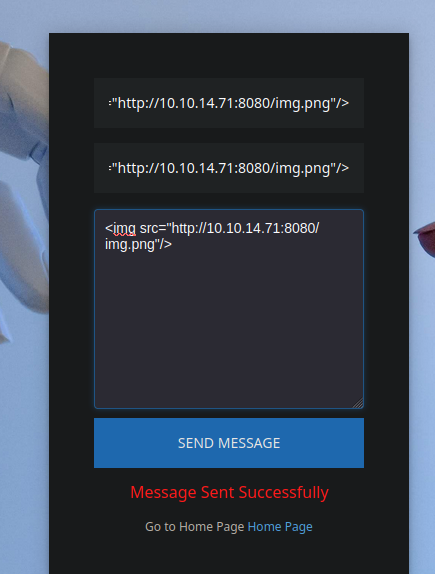 ="http://10.10.14.71:8080/img.png"/>
="http://10.10.14.71:8080/img.png"/>
<img src="http://10.10.14.71:8080/
img.png"/>
SEND MESSAGE
Message Sent Successfully
Go to Home Page Home Page